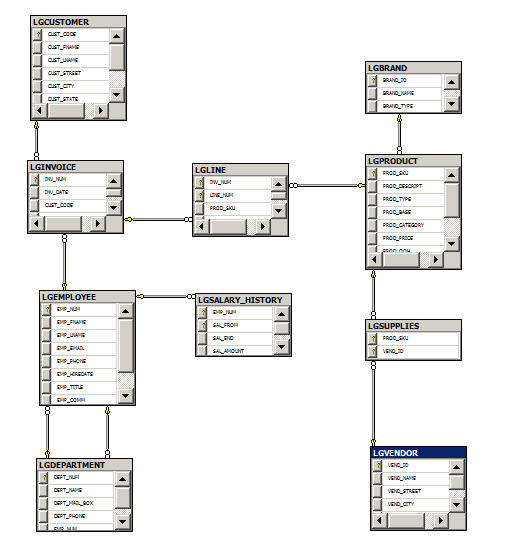 LGCUSTOMER
CUST_CODE
CUST_FNAME
CUST_LNAME
CUST_STREET
CUST_CITY
CUST_STATE
LGBRAND
BRAND_ID
BRAND_NAME
BRAND_TYPE
LGINVOICE
INV_NUM
INV_DATE
CUST_CODE
LGLINE
INV_NUM
LINE_NUM
PROD_SKU
LGPRODUCT
PROD_SKU
PROD_DESCRIPT
PROD_TYPE
PROD_BASE
PROD_CATEGORY
PROD_PRICE
PROD_QOH
LGEMPLOYEE
EMP_NUM
EMP_FNAME
EMP_LNAME
EMP_EMAIL
EMP_PHONE
EMP_HIREDATE
EMP_TITLE
EMP_COMM
LGSALARY_HISTORY
EMP_NUM
SAL_FROM
SAL_END
SAL_AMOUNT
LGSUPPLIES
PROD_SKU
VEND_ID
LGDEPARTMENT
DEPT_NUM
DEPT_NAME
DEPT_MAIL_BOX
DEPT_PHONE
EMP_NUM
LGVENDOR
VEND_ID
VEND_NAME
VEND_STREET
VEND_CITY